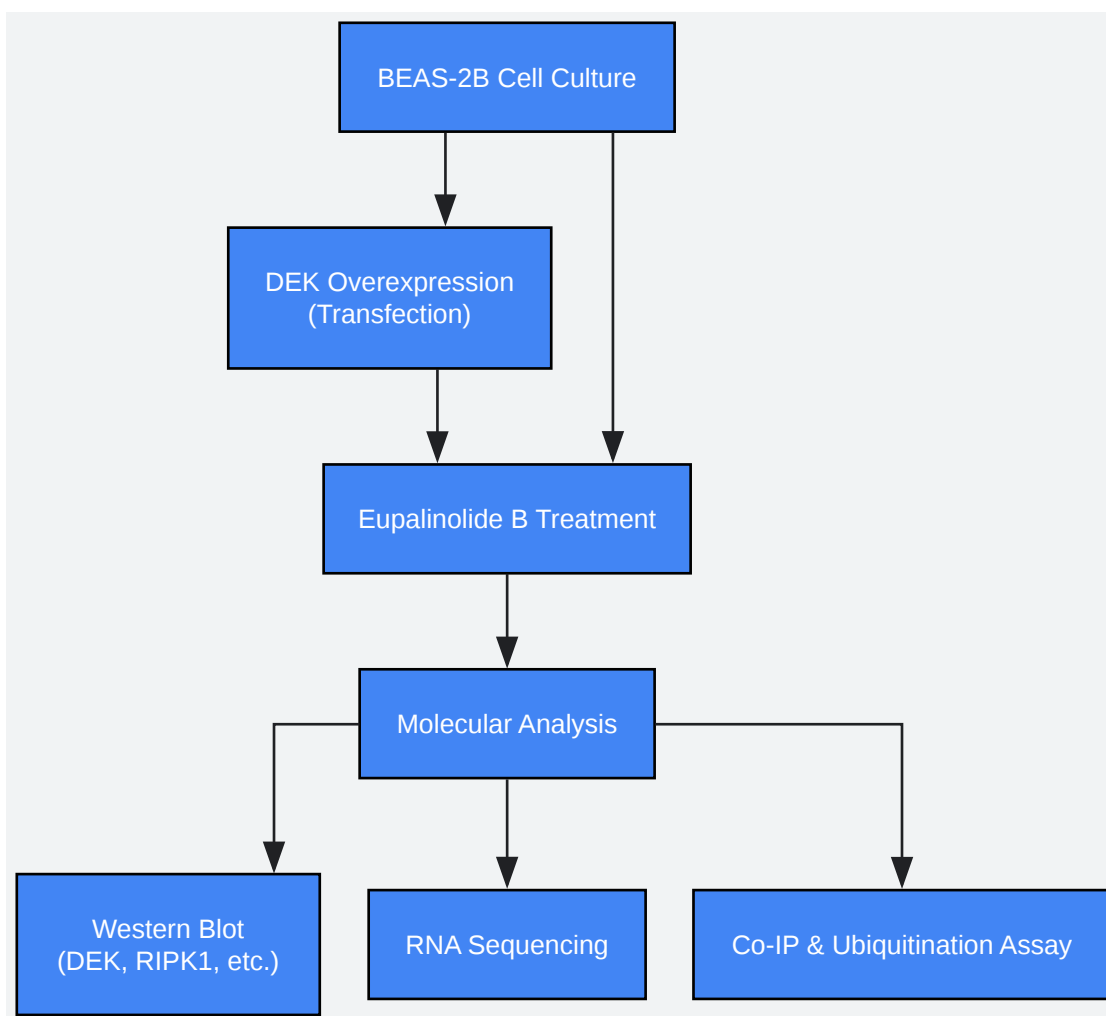 BEAS-2B Cell Culture
DEK Overexpression
(Transfection)
Eupalinolide B Treatment
Molecular Analysis
Western Blot
(DEK, RIPK1, etc.)
RNA Sequencing
Co-IP & Ubiquitination Assay